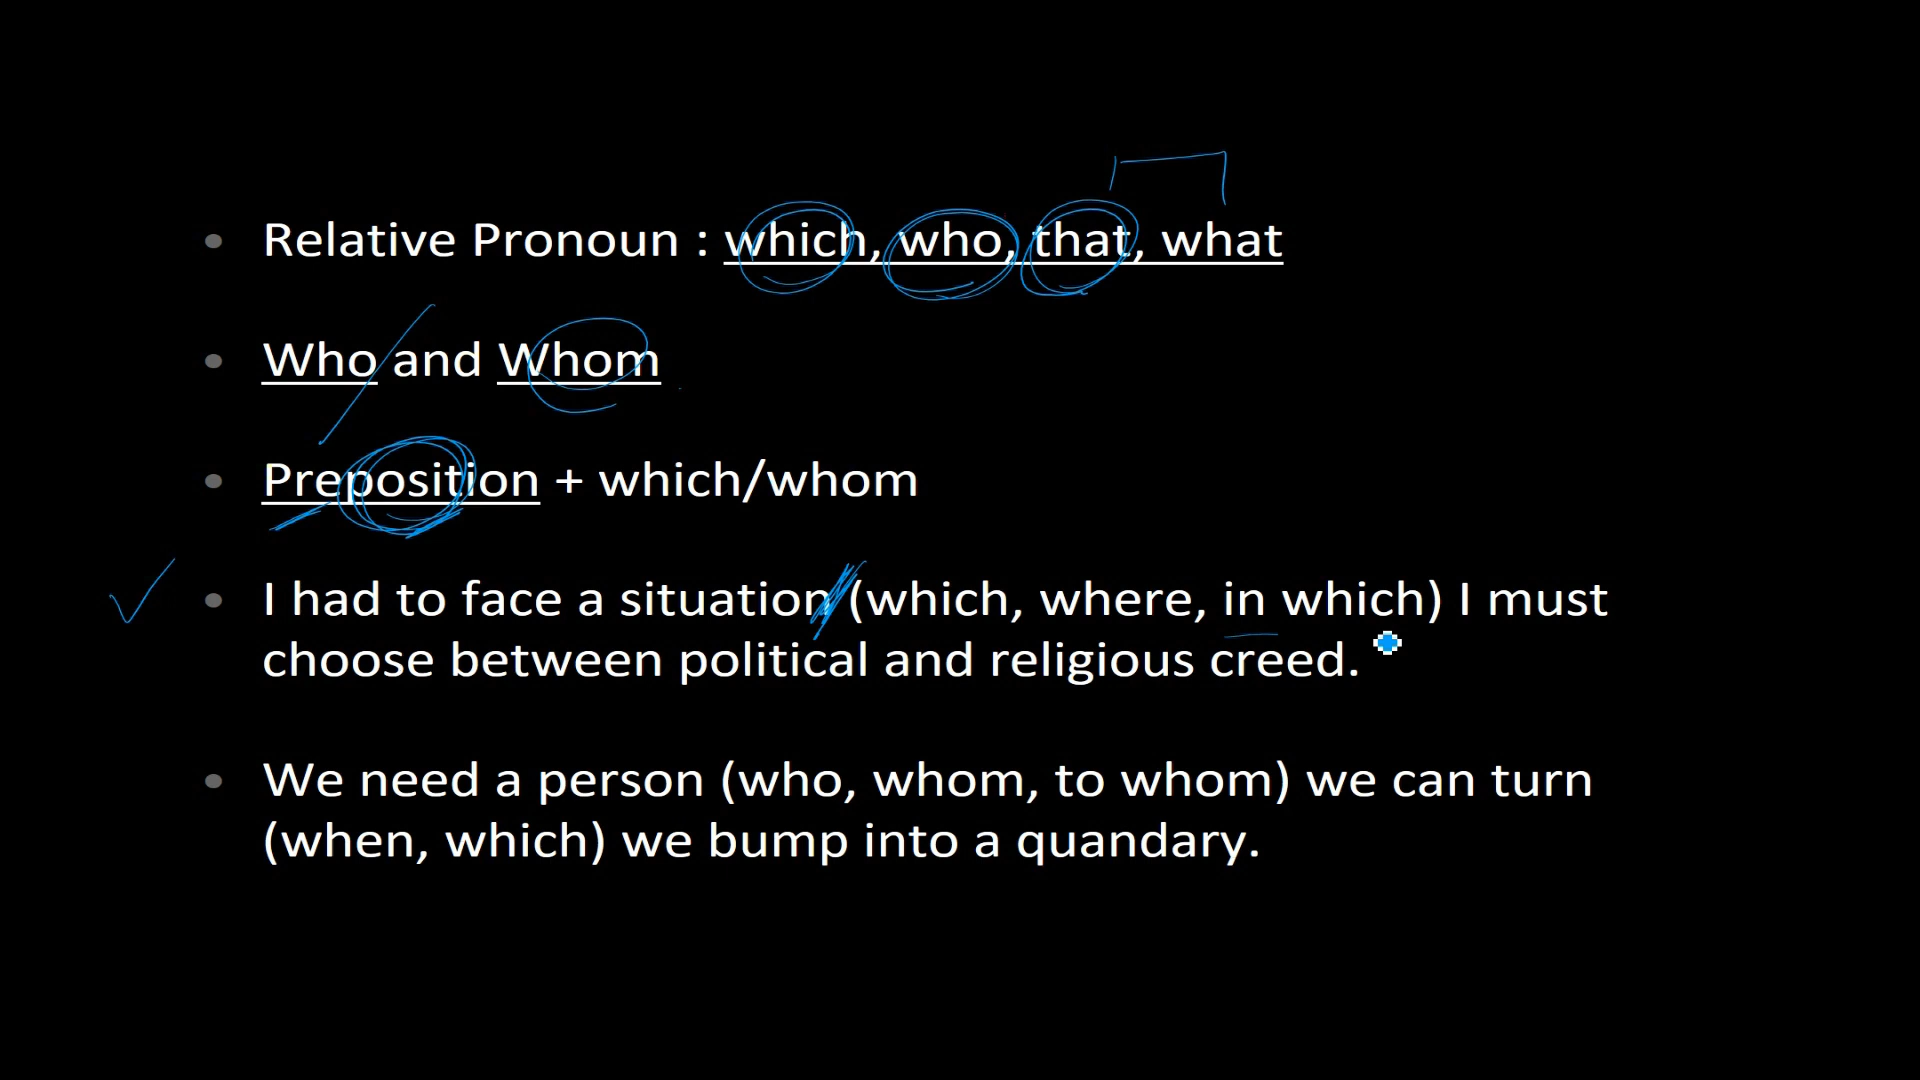 Relative Pronoun : which, who, that, what
Who and Whom
Preposition + which/whom
I had to face a situation (which, where, in which) I must
choose between political and religious creed.
We need a person (who, whom, to whom) we can turn
(when, which) we bump into a quandary.